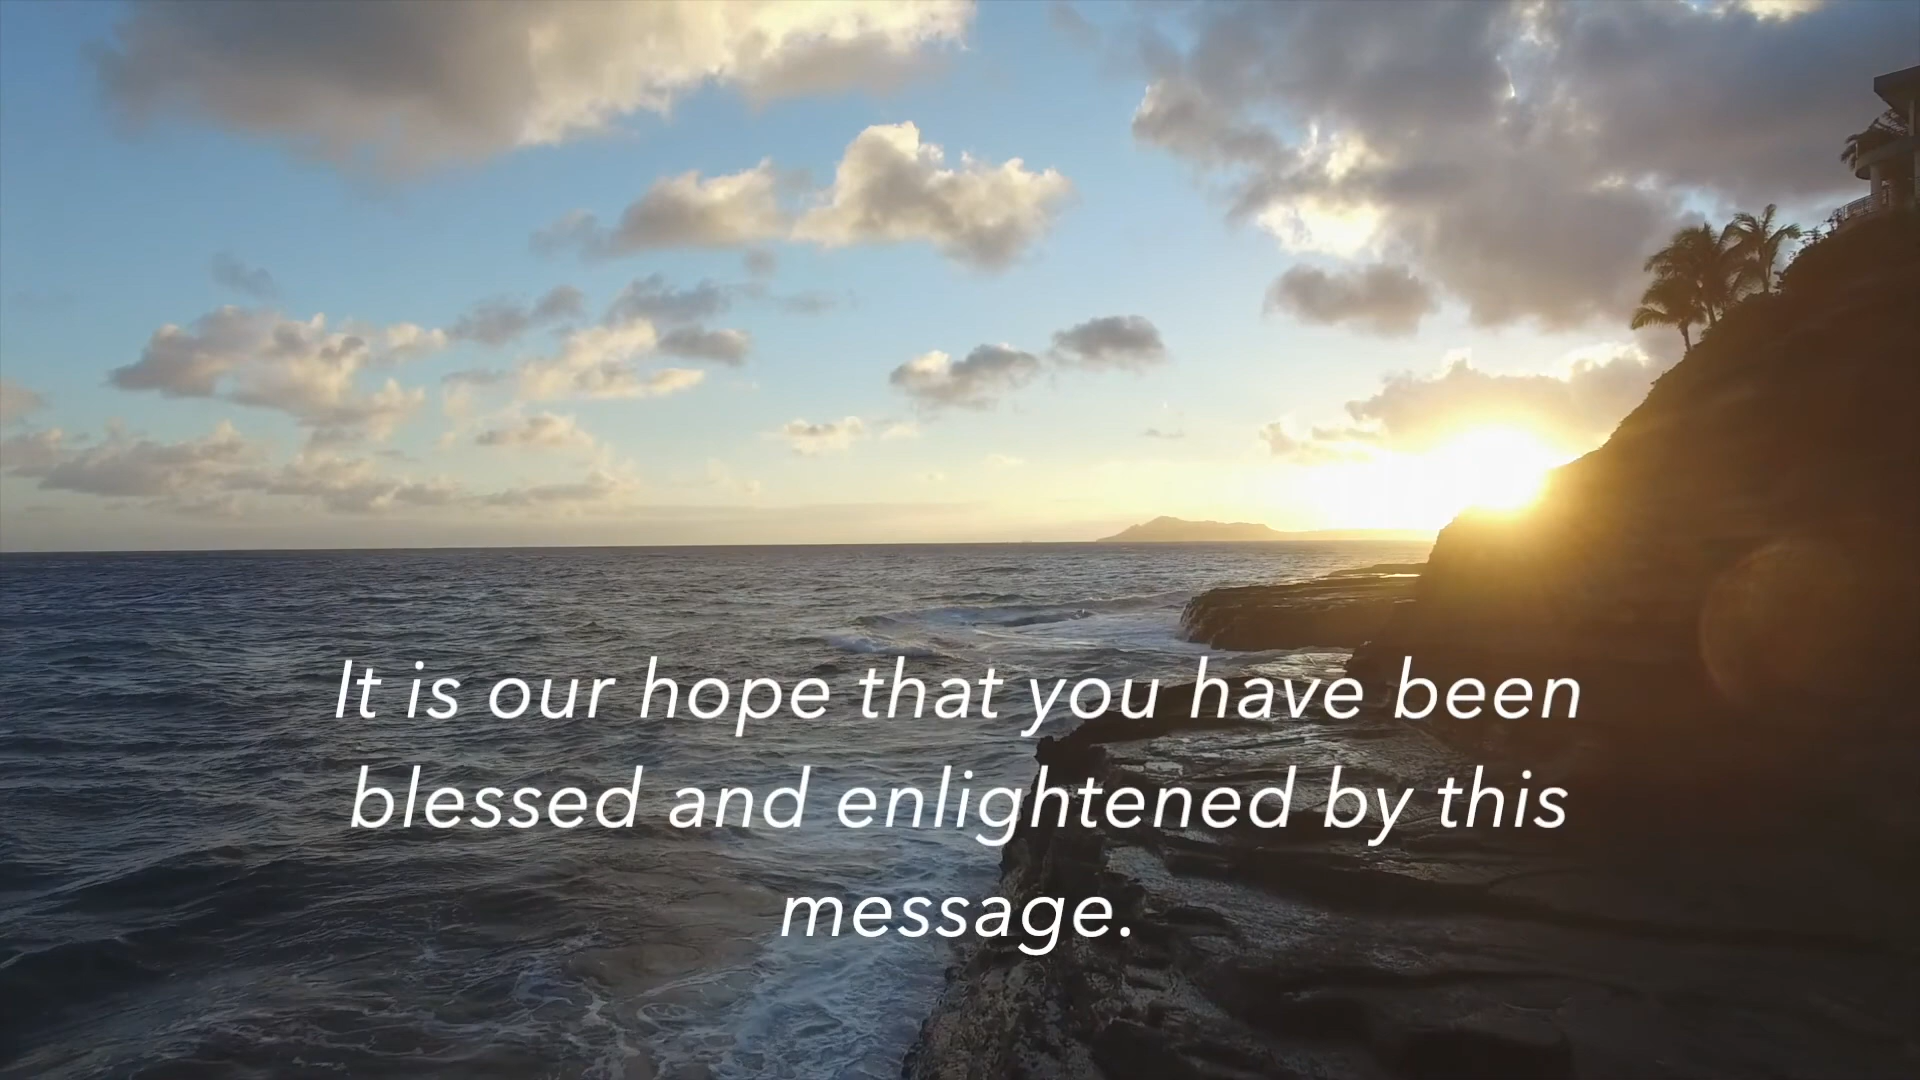 It is our hope that you have been
blessed and enlightened by this
message.